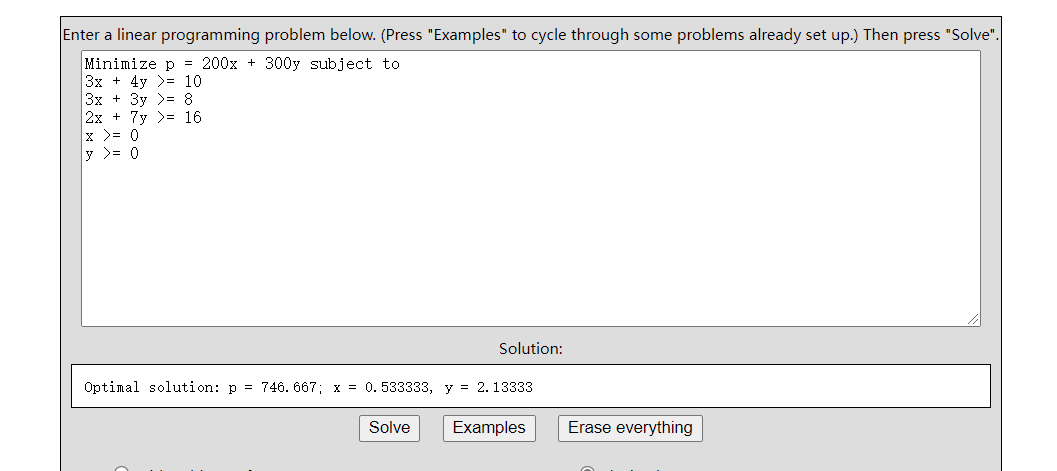 Enter a linear programming problem below. (Press "Examples" to cycle through some problems already set up.) Then press "Solve".
Minimize p = 200x + 300y subject to
3x + 4y >= 10
3x + 3y >= 8
2x + 7y >= 16
x >= 0
y >= 0
Solution:
Optimal solution: p = 746.667; x = 0.533333, y = 2.13333
Solve Examples Erase everything